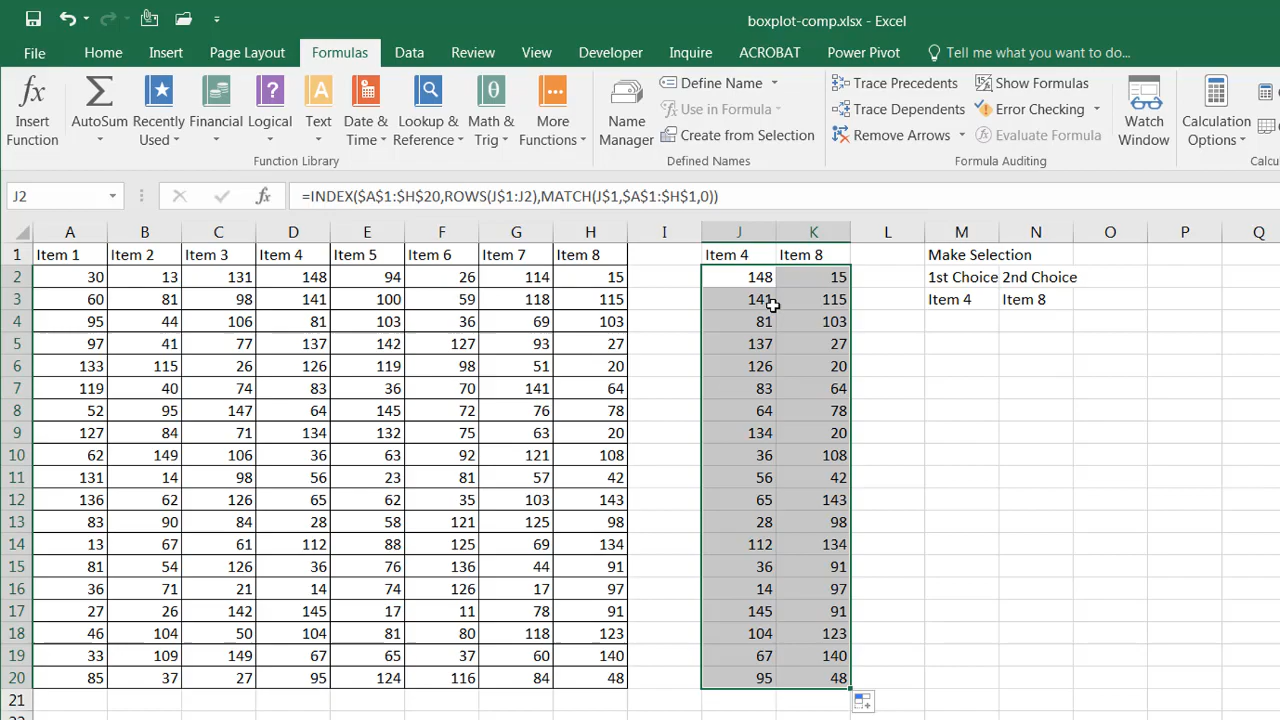 boxplot-comp.xlsx - Excel
File Home Insert Page Layout Formulas Data Review View Developer Inquire ACROBAT Power Pivot Tell me what you want to do...
Insert Function
AutoSum
Recently Used
Financial
Logical
Text
Date & Time
Lookup & Reference
Math & Trig
More Functions
Function Library
Name Manager
Define Name
Use in Formula
Create from Selection
Defined Names
Trace Precedents
Trace Dependents
Remove Arrows
Show Formulas
Error Checking
Evaluate Formula
Formula Auditing
Watch Window
Calculation Options
Calcu
J2 fx =INDEX($A$1:$H$20,ROWS(J$1:J2),MATCH(J$1,$A$1:$H$1,0))
A B C D E F G H I J K L M N O P Q
1 Item 1 Item 2 Item 3 Item 4 Item 5 Item 6 Item 7 Item 8 Item 4 Item 8 Make Selection
2 30 13 131 148 94 26 114 15 148 15 1st Choice 2nd Choice
3 60 81 98 141 100 59 118 115 141 115 Item 4 Item 8
4 95 44 106 81 103 36 69 103 81 103
5 97 41 77 137 142 127 93 27 137 27
6 133 115 26 126 119 98 51 20 126 20
7 119 40 74 83 36 70 141 64 83 64
8 52 95 147 64 145 72 76 78 64 78
9 127 84 71 134 132 75 63 20 134 20
10 62 149 106 36 63 92 121 108 36 108
11 131 14 98 56 23 81 57 42 56 42
12 136 62 126 65 62 35 103 143 65 143
13 83 90 84 28 58 121 125 98 28 98
14 13 67 61 112 88 125 69 134 112 134
15 81 54 126 36 76 136 44 91 36 91
16 36 71 21 14 74 126 17 97 14 97
17 27 26 142 145 17 11 78 91 145 91
18 46 104 50 104 81 80 118 123 104 123
19 33 109 149 67 65 37 60 140 67 140
20 85 37 27 95 124 116 84 48 95 48
21